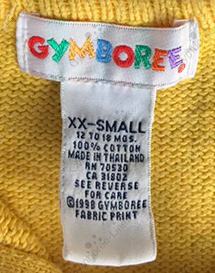 GYMBOREE®
XX-SMALL
12 TO 18 MOS.
100% COTTON
MADE IN THAILAND
RN 70530
CA 31802
SEE REVERSE
FOR CARE
©1998 GYMBOREE
FABRIC PRINT